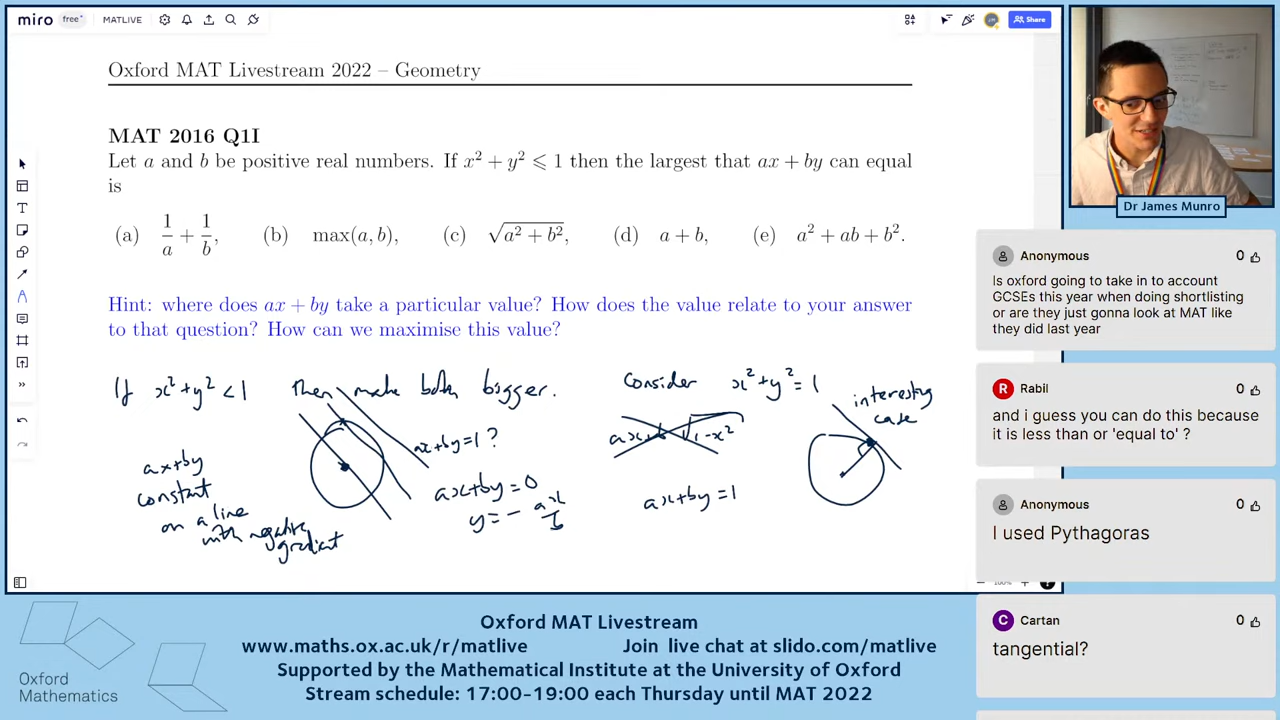 miro free MATLIVE Share
Oxford MAT Livestream 2022 – Geometry
MAT 2016 Q1I
Let a and b be positive real numbers. If x² + y² ⩽ 1 then the largest that ax + by can equal
is
(a) 1/a + 1/b, (b) max(a, b), (c) √(a² + b²), (d) a + b, (e) a² + ab + b².
Hint: where does ax + by take a particular value? How does the value relate to your answer
to that question? How can we maximise this value?
If x²+y² < 1 then make both bigger.
ax+by
constant
on a line
with negative
gradient
ax+by=1 ?
ax+by=0
y = - ax/b
Consider x²+y² = 1
ax+b √1-x²
ax+by = 1
interesting
case
100%
Dr James Munro
Anonymous 0
Is oxford going to take in to account
GCSEs this year when doing shortlisting
or are they just gonna look at MAT like
they did last year
R Rabil 0
and i guess you can do this because
it is less than or 'equal to' ?
Anonymous 0
I used Pythagoras
C Cartan 0
tangential?
Oxford
Mathematics
Oxford MAT Livestream
www.maths.ox.ac.uk/r/matlive Join live chat at slido.com/matlive
Supported by the Mathematical Institute at the University of Oxford
Stream schedule: 17:00-19:00 each Thursday until MAT 2022